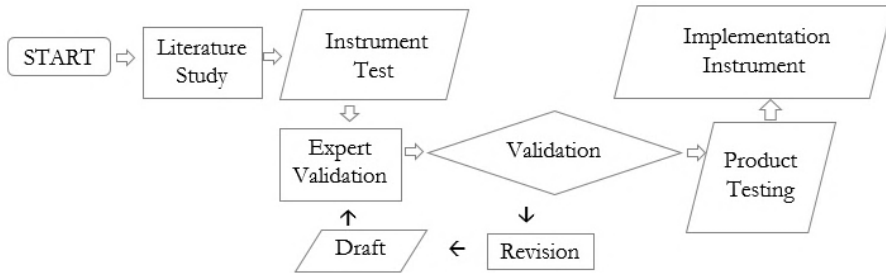 START
Literature
Study
Instrument
Test
Implementation
Instrument
Expert
Validation
Validation
Product
Testing
Draft
Revision